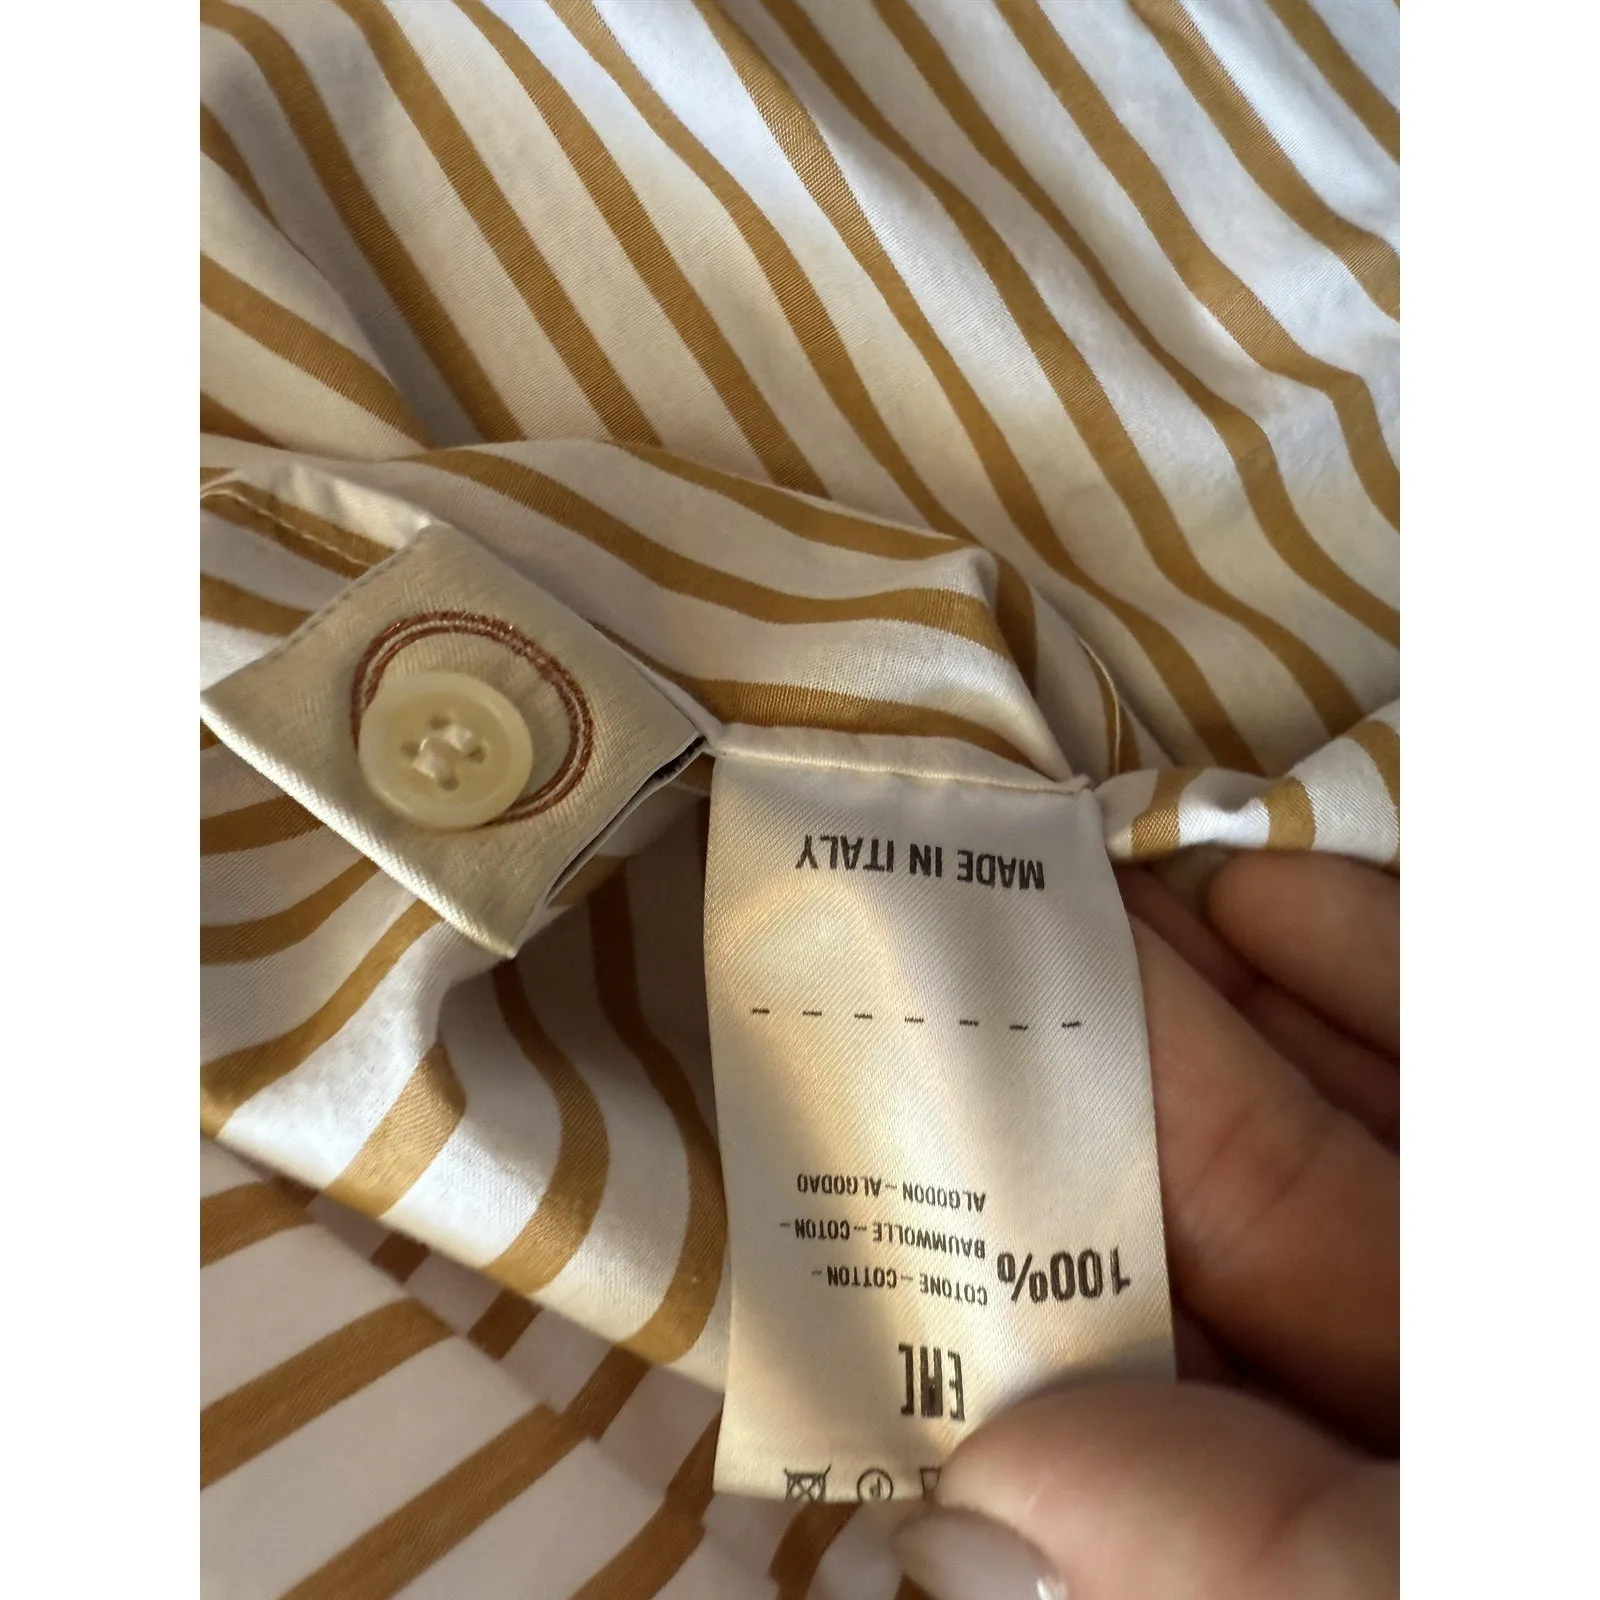 P
EAC
100% COTONE - COTTON -
BAUMWOLLE - COTON -
ALGODON - ALGODAO
MADE IN ITALY